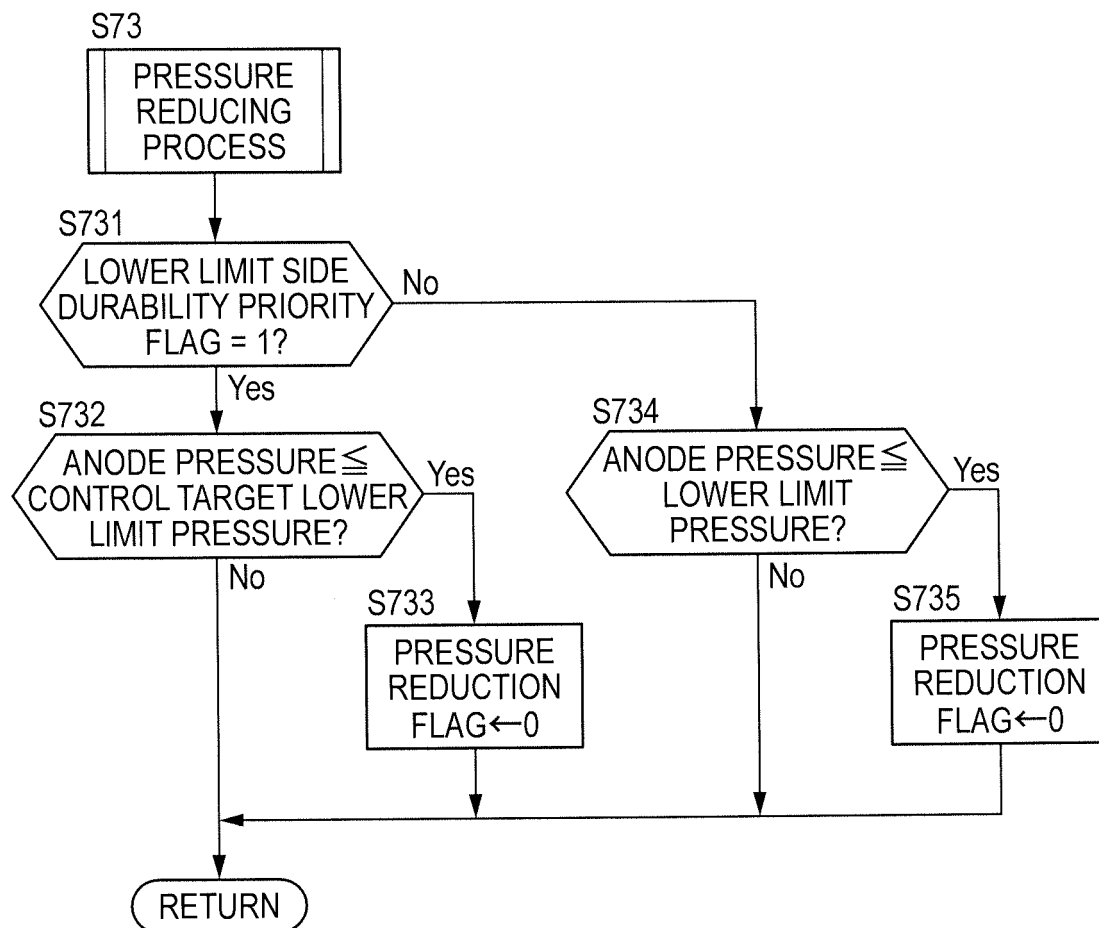 S73
PRESSURE
REDUCING
PROCESS
S731
LOWER LIMIT SIDE
DURABILITY PRIORITY
FLAG = 1?
No
Yes
S732
ANODE PRESSURE≦
CONTROL TARGET LOWER
LIMIT PRESSURE?
Yes
No
S733
PRESSURE
REDUCTION
FLAG←0
S734
ANODE PRESSURE≦
LOWER LIMIT
PRESSURE?
Yes
No
S735
PRESSURE
REDUCTION
FLAG←0
RETURN